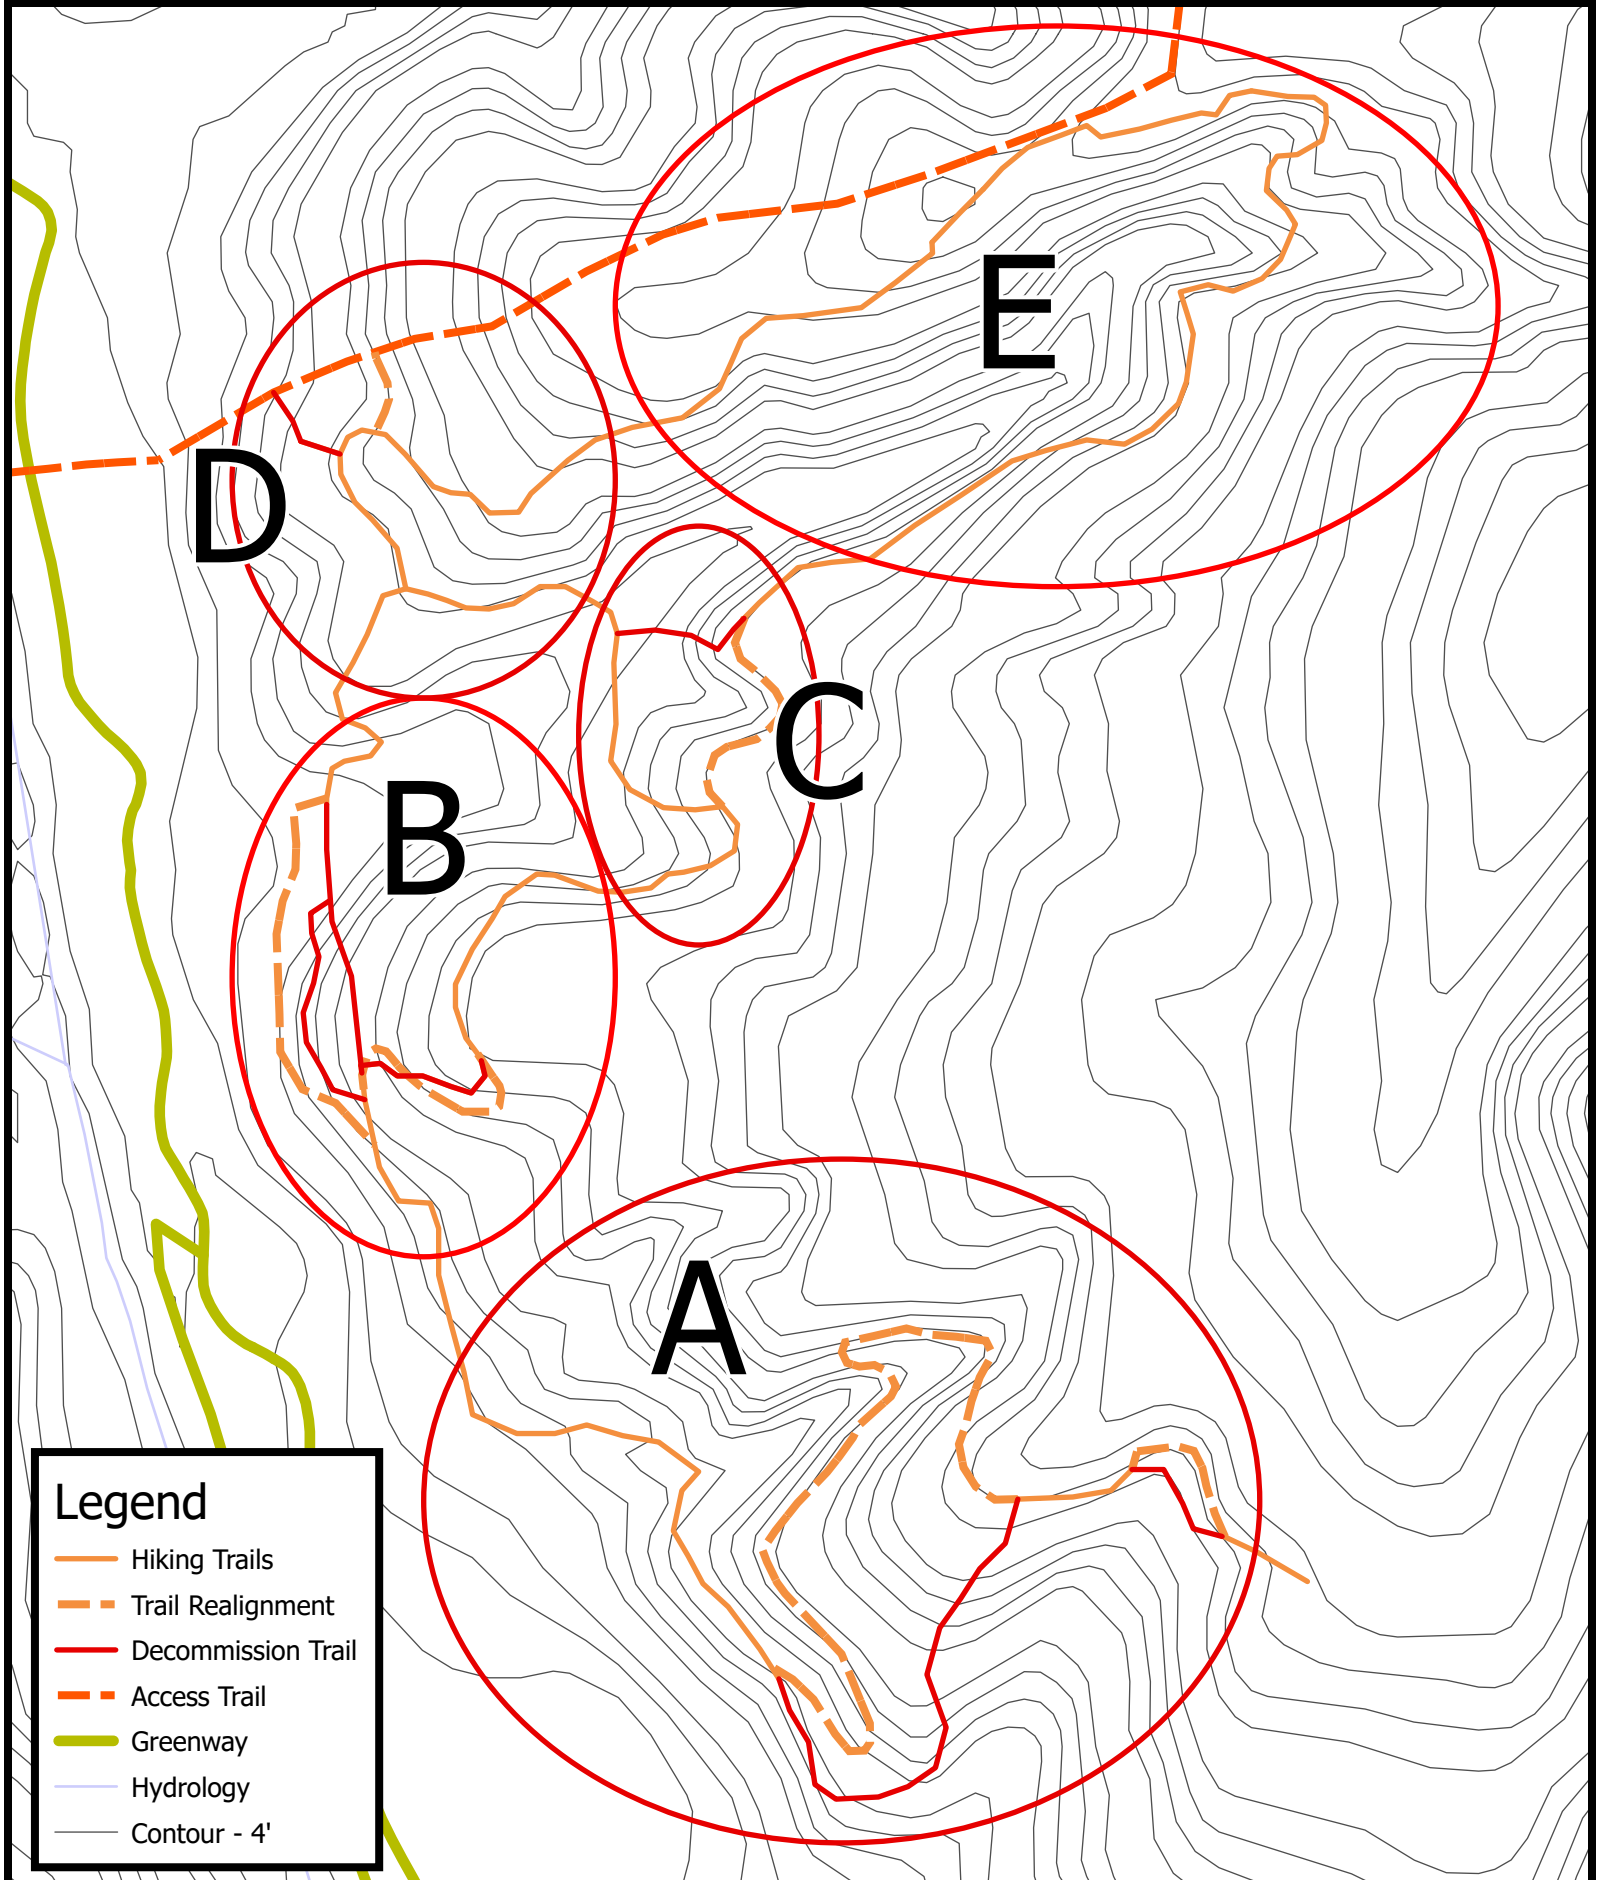 E
D
C
B
A
Legend
Hiking Trails
Trail Realignment
Decommission Trail
Access Trail
Greenway
Hydrology
Contour - 4'